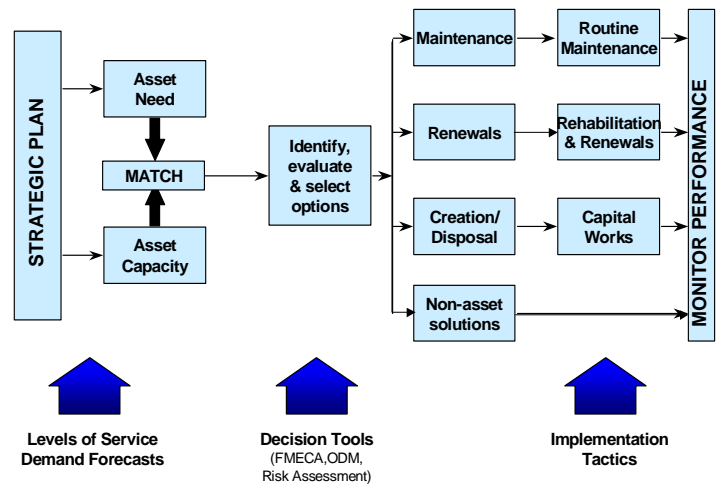 STRATEGIC PLAN
Asset
Need
MATCH
Asset
Capacity
Identify,
evaluate
& select
options
Maintenance
Routine
Maintenance
Renewals
Rehabilitation
& Renewals
Creation/
Disposal
Capital
Works
Non-asset
solutions
MONITOR PERFORMANCE
Levels of Service
Demand Forecasts
Decision Tools
(FMECA,ODM,
Risk Assessment)
Implementation
Tactics